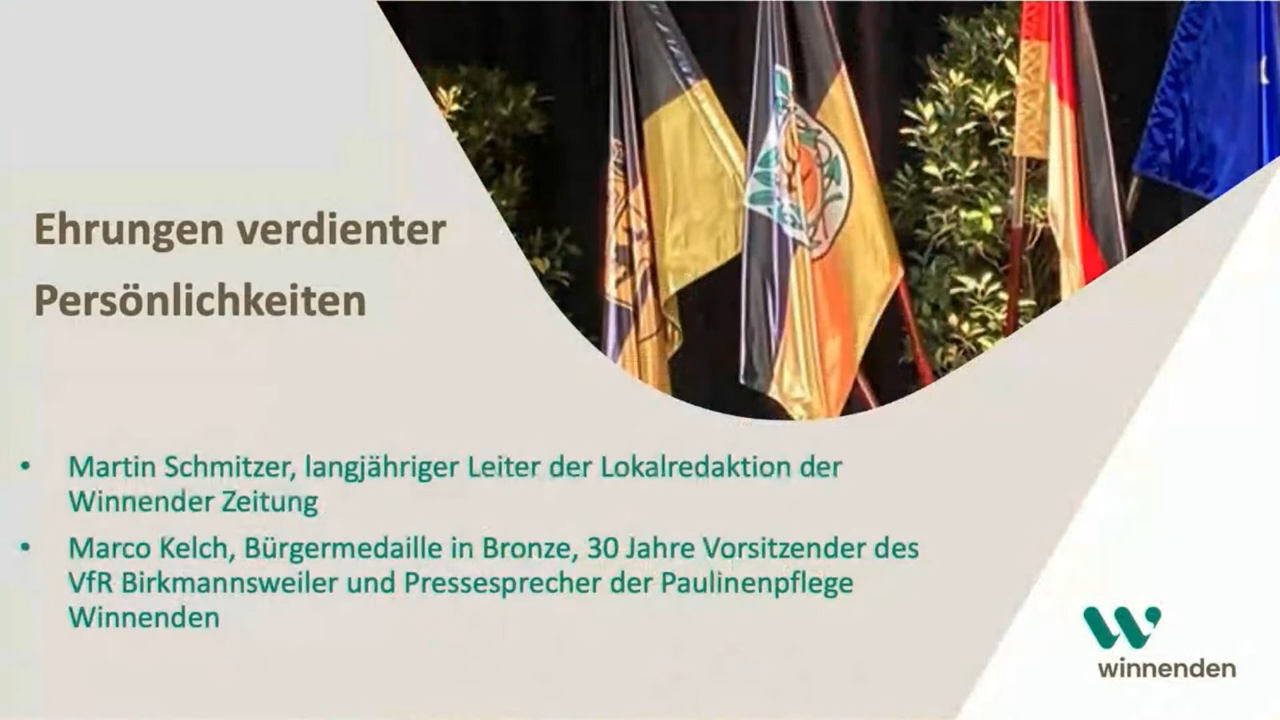 Ehrungen verdienter
Persönlichkeiten
• Martin Schmitzer, langjähriger Leiter der Lokalredaktion der
Winnender Zeitung
• Marco Kelch, Bürgermedaille in Bronze, 30 Jahre Vorsitzender des
VfR Birkmannsweiler und Pressesprecher der Paulinenpflege
Winnenden
winnenden